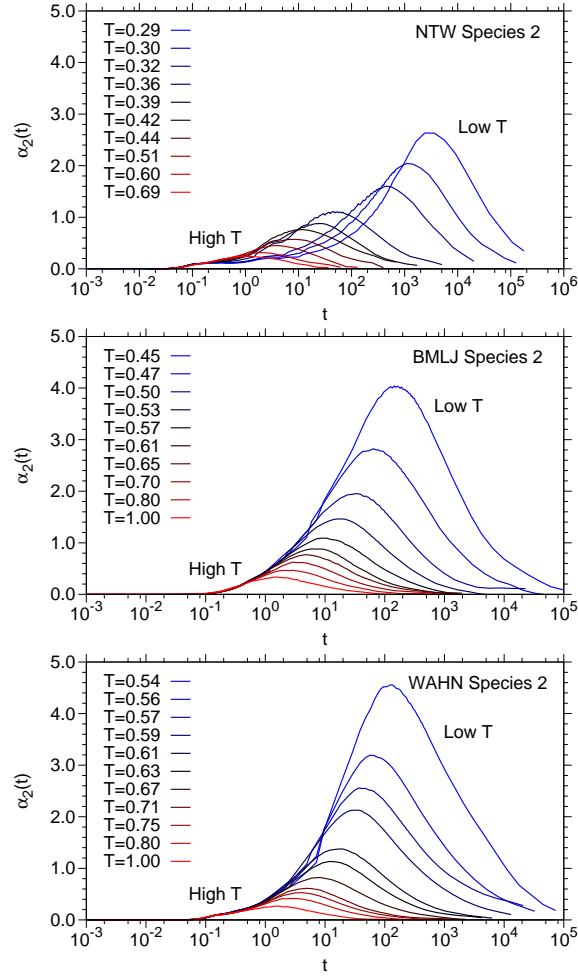 5.0
4.0
3.0
2.0
1.0
0.0
α₂(t)
T=0.29
T=0.30
T=0.32
T=0.36
T=0.39
T=0.42
T=0.44
T=0.51
T=0.60
T=0.69
NTW Species 2
Low T
High T
10⁻³ 10⁻² 10⁻¹ 10⁰ 10¹ 10² 10³ 10⁴ 10⁵ 10⁶
t
5.0
4.0
3.0
2.0
1.0
0.0
α₂(t)
T=0.45
T=0.47
T=0.50
T=0.53
T=0.57
T=0.61
T=0.65
T=0.70
T=0.80
T=1.00
BMLJ Species 2
Low T
High T
10⁻³ 10⁻² 10⁻¹ 10⁰ 10¹ 10² 10³ 10⁴ 10⁵
t
5.0
4.0
3.0
2.0
1.0
0.0
α₂(t)
T=0.54
T=0.56
T=0.57
T=0.59
T=0.61
T=0.63
T=0.67
T=0.71
T=0.75
T=0.80
T=1.00
WAHN Species 2
Low T
High T
10⁻³ 10⁻² 10⁻¹ 10⁰ 10¹ 10² 10³ 10⁴ 10⁵
t